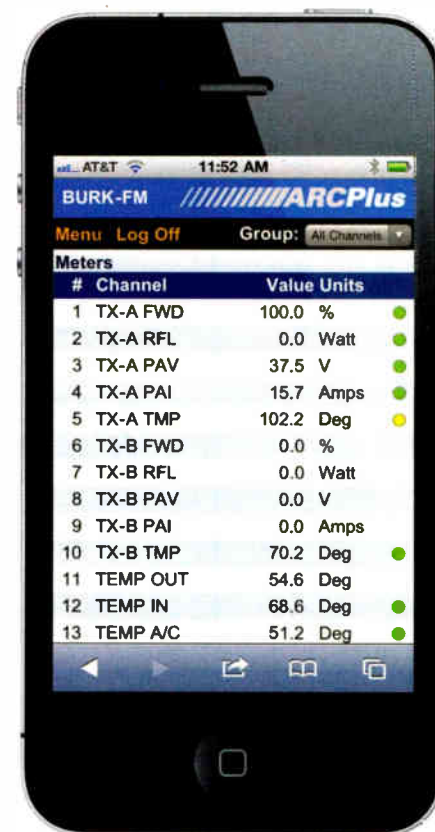 AT&T 11:52 AM
BURK-FM ARCPlus
Menu Log Off Group: All Channels
Meters
# Channel Value Units
1 TX-A FWD 100.0 %
2 TX-A RFL 0.0 Watt
3 TX-A PAV 37.5 V
4 TX-A PAI 15.7 Amps
5 TX-A TMP 102.2 Deg
6 TX-B FWD 0.0 %
7 TX-B RFL 0.0 Watt
8 TX-B PAV 0.0 V
9 TX-B PAI 0.0 Amps
10 TX-B TMP 70.2 Deg
11 TEMP OUT 54.6 Deg
12 TEMP IN 68.6 Deg
13 TEMP A/C 51.2 Deg